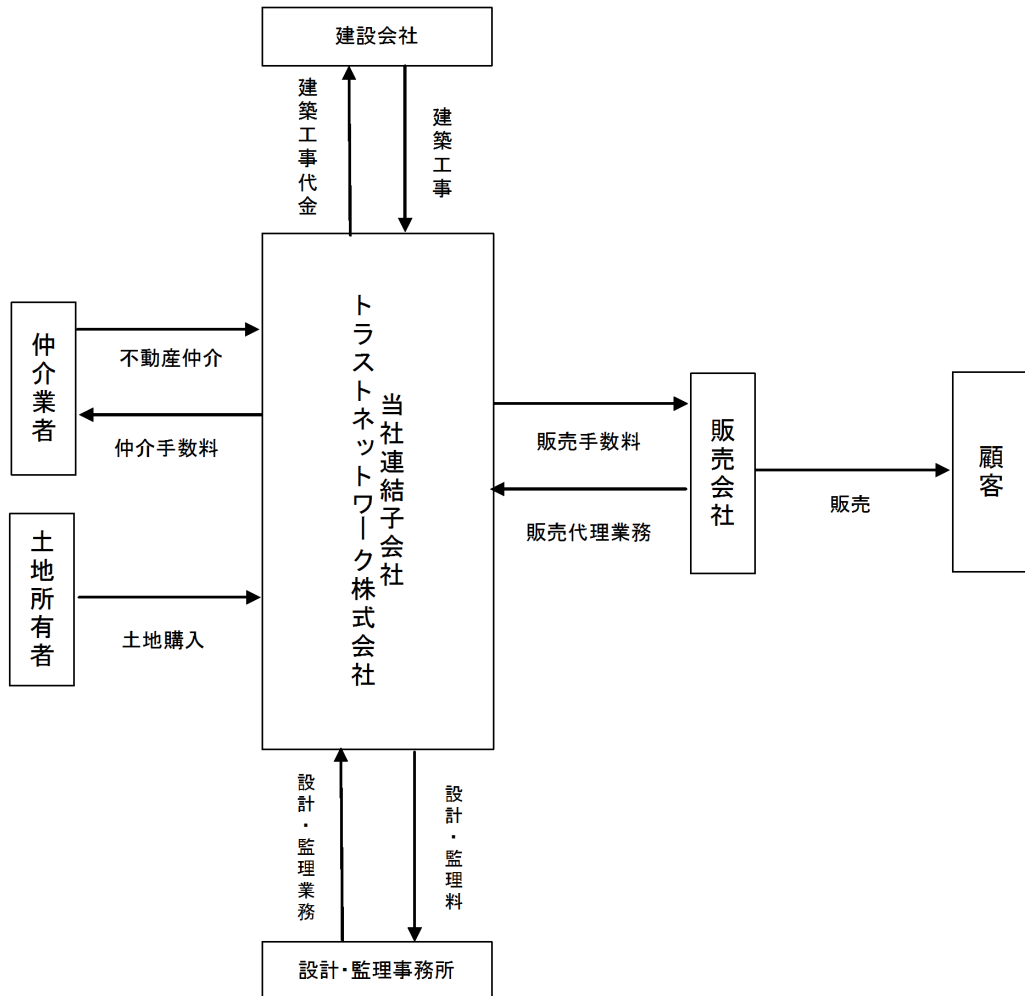 建設会社
建築工事代金
建築工事
仲介業者
不動産仲介
仲介手数料
土地所有者
土地購入
当社連結子会社
トラストネットワーク株式会社
販売手数料
販売代理業務
販売会社
販売
顧客
設計・監理業務
設計・監理料
設計・監理事務所